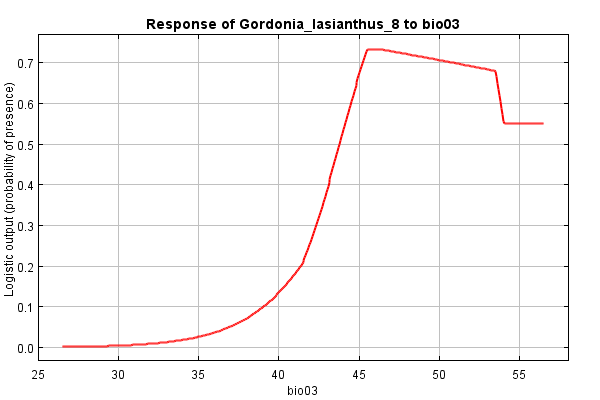 Response of Gordonia_lasianthus_8 to bio03
Logistic output (probability of presence)
0.7
0.6
0.5
0.4
0.3
0.2
0.1
0.0
25 30 35 40 45 50 55
bio03